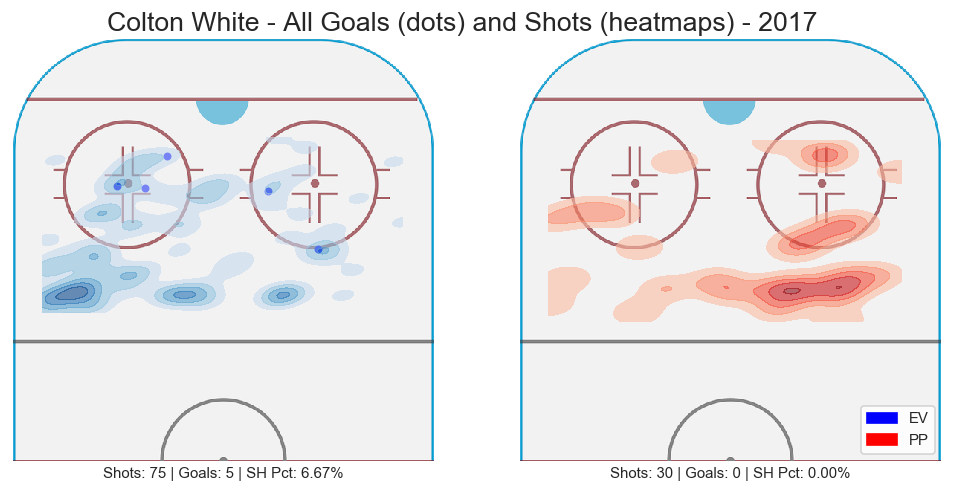 Colton White - All Goals (dots) and Shots (heatmaps) - 2017
EV
PP
Shots: 75 | Goals: 5 | SH Pct: 6.67%
Shots: 30 | Goals: 0 | SH Pct: 0.00%